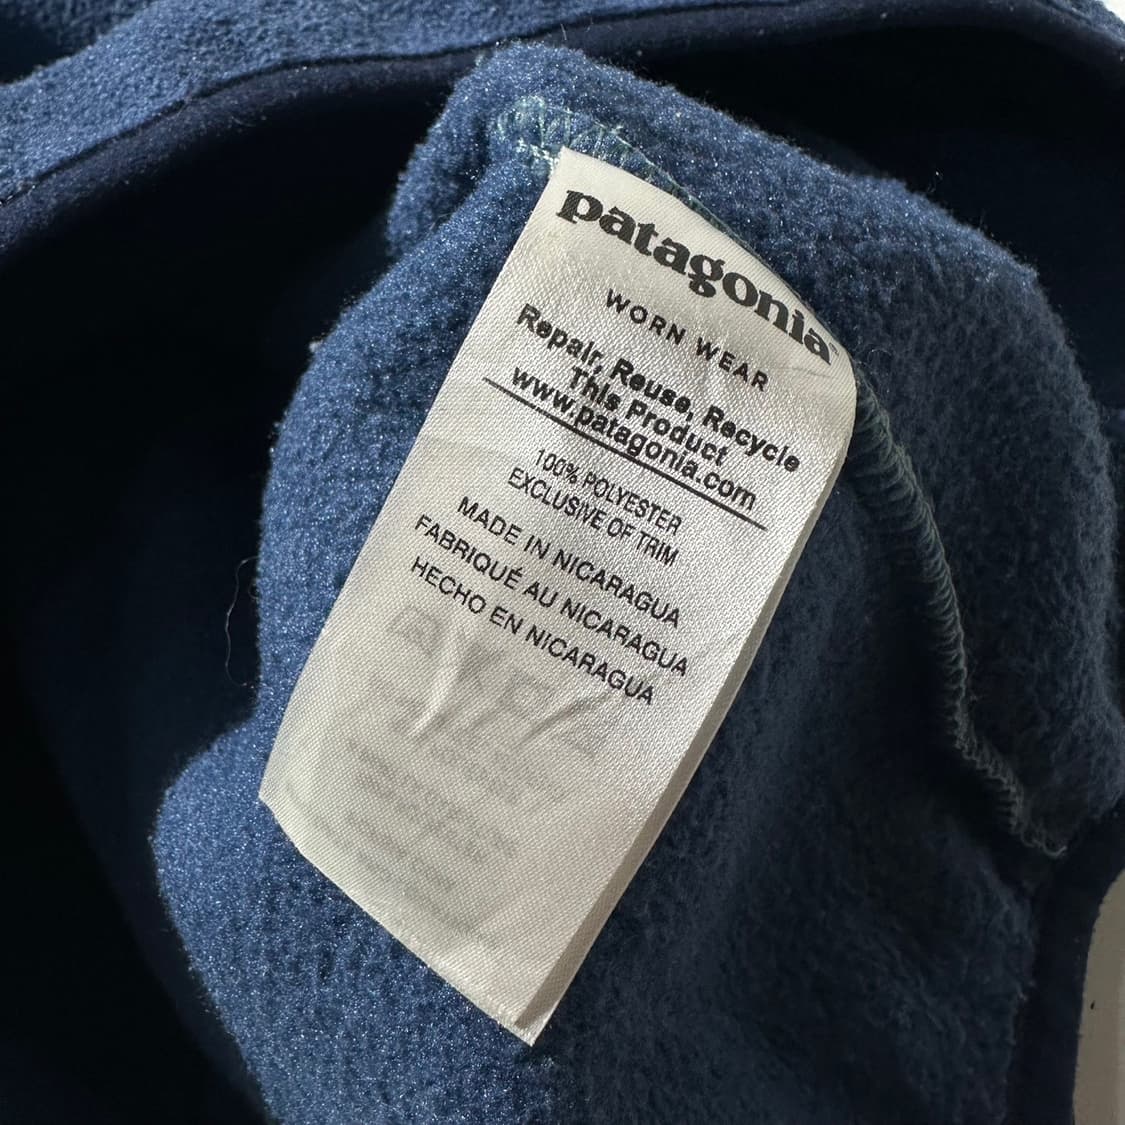 patagonia®
WORN WEAR
Repair, Reuse, Recycle
This Product
www.patagonia.com
100% POLYESTER
EXCLUSIVE OF TRIM
MADE IN NICARAGUA
FABRIQUÉ AU NICARAGUA
HECHO EN NICARAGUA